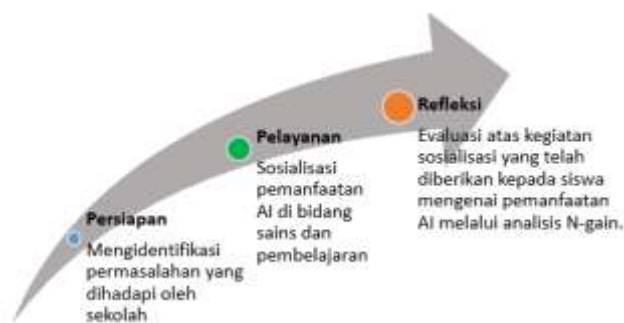 Persiapan
Mengidentifikasi
permasalahan yang
dihadapi oleh
sekolah
Pelayanan
Sosialisasi
pemanfaatan
AI di bidang
sains dan
pembelajaran
Refleksi
Evaluasi atas kegiatan
sosialisasi yang telah
diberikan kepada siswa
mengenai pemanfaatan
AI melalui analisis N-gain.